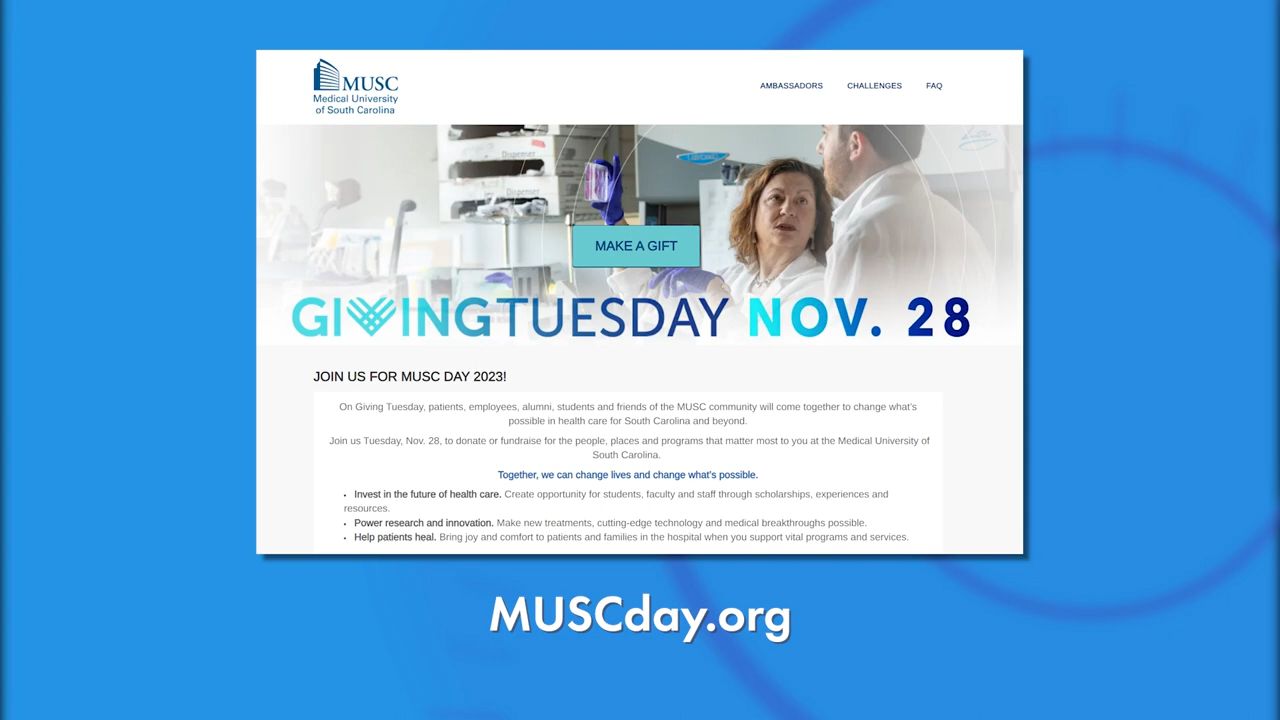 MUSC
Medical University
of South Carolina
AMBASSADORS CHALLENGES FAQ
Dispenser
Dispenser
MAKE A GIFT
GIVINGTUESDAY NOV. 28
JOIN US FOR MUSC DAY 2023!
On Giving Tuesday, patients, employees, alumni, students and friends of the MUSC community will come together to change what's
possible in health care for South Carolina and beyond.
Join us Tuesday, Nov. 28, to donate or fundraise for the people, places and programs that matter most to you at the Medical University of
South Carolina.
Together, we can change lives and change what's possible.
• Invest in the future of health care. Create opportunity for students, faculty and staff through scholarships, experiences and
resources.
• Power research and innovation. Make new treatments, cutting-edge technology and medical breakthroughs possible.
• Help patients heal. Bring joy and comfort to patients and families in the hospital when you support vital programs and services.
MUSCday.org